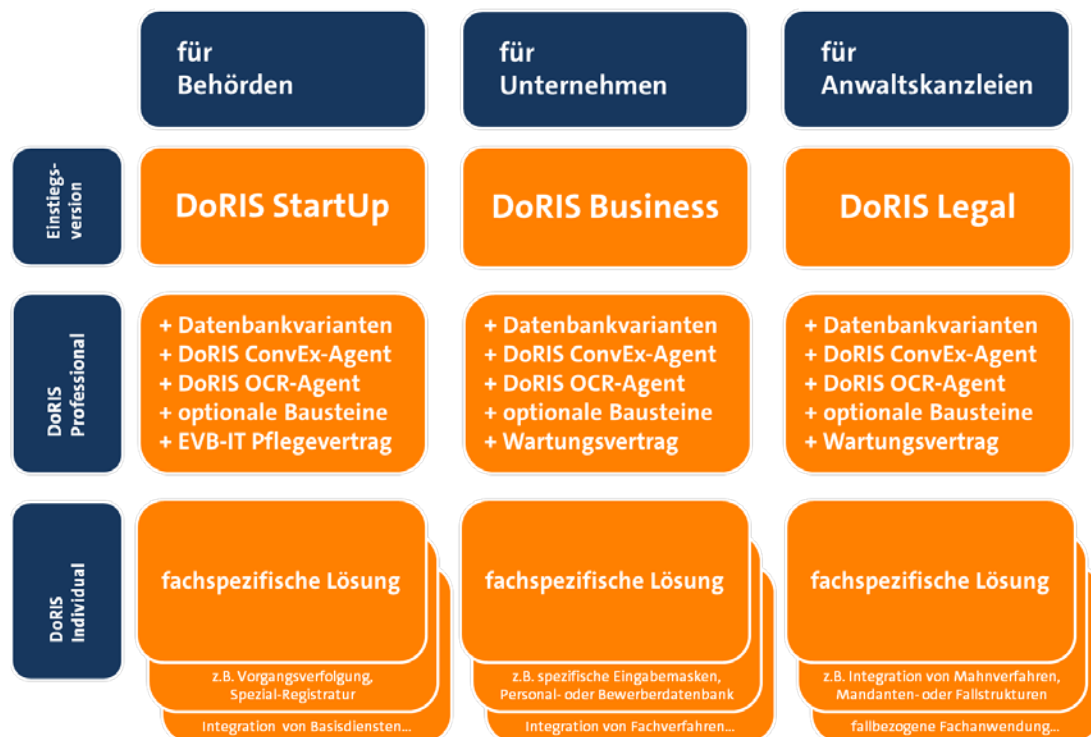 für
Behörden
für
Unternehmen
für
Anwaltskanzleien
Einstiegs-
version
DoRIS StartUp
DoRIS Business
DoRIS Legal
DoRIS
Professional
+ Datenbankvarianten
+ DoRIS ConvEx-Agent
+ DoRIS OCR-Agent
+ optionale Bausteine
+ EVB-IT Pflegevertrag
+ Datenbankvarianten
+ DoRIS ConvEx-Agent
+ DoRIS OCR-Agent
+ optionale Bausteine
+ Wartungsvertrag
+ Datenbankvarianten
+ DoRIS ConvEx-Agent
+ DoRIS OCR-Agent
+ optionale Bausteine
+ Wartungsvertrag
DoRIS
Individual
fachspezifische Lösung
z.B. Vorgangsverfolgung,
Spezial-Registratur
Integration von Basisdiensten...
fachspezifische Lösung
z.B. spezifische Eingabemasken,
Personal- oder Bewerberdatenbank
Integration von Fachverfahren...
fachspezifische Lösung
z.B. Integration von Mahnverfahren,
Mandanten- oder Fallstrukturen
fallbezogene Fachanwendung...